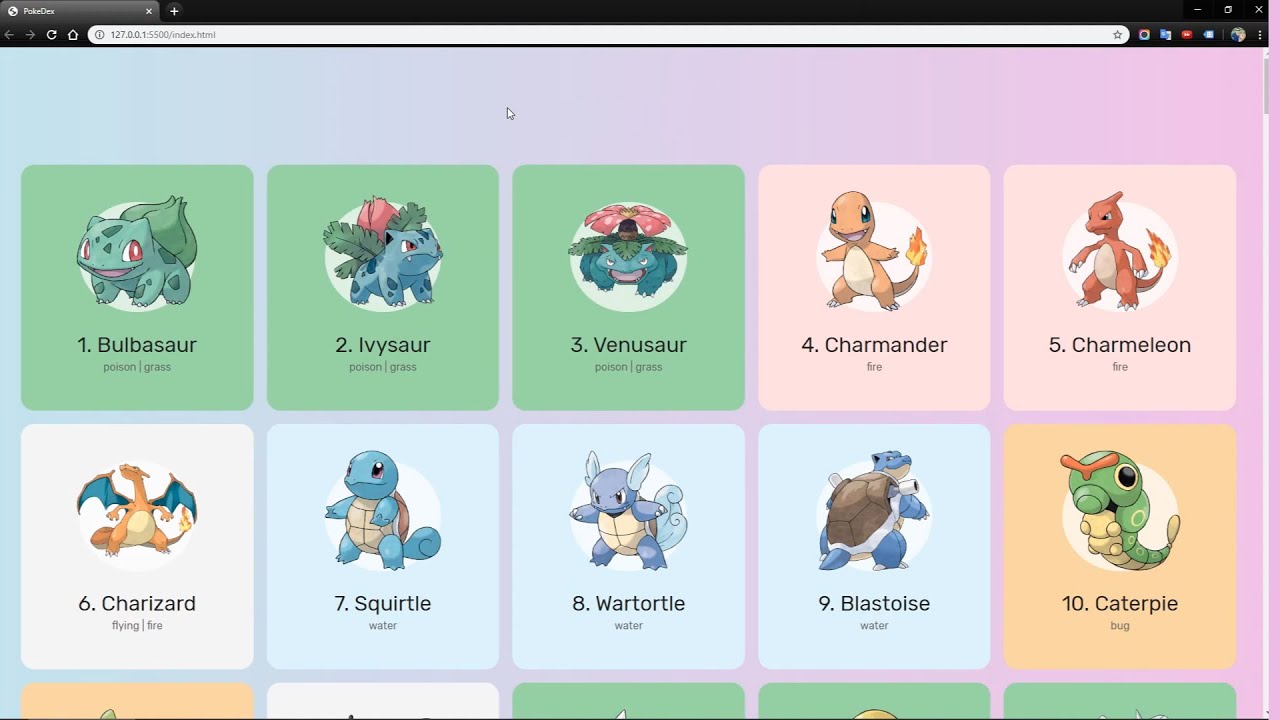 PokeDex
127.0.0.1:5500/index.html
1. Bulbasaur
poison | grass
2. Ivysaur
poison | grass
3. Venusaur
poison | grass
4. Charmander
fire
5. Charmeleon
fire
6. Charizard
flying | fire
7. Squirtle
water
8. Wartortle
water
9. Blastoise
water
10. Caterpie
bug